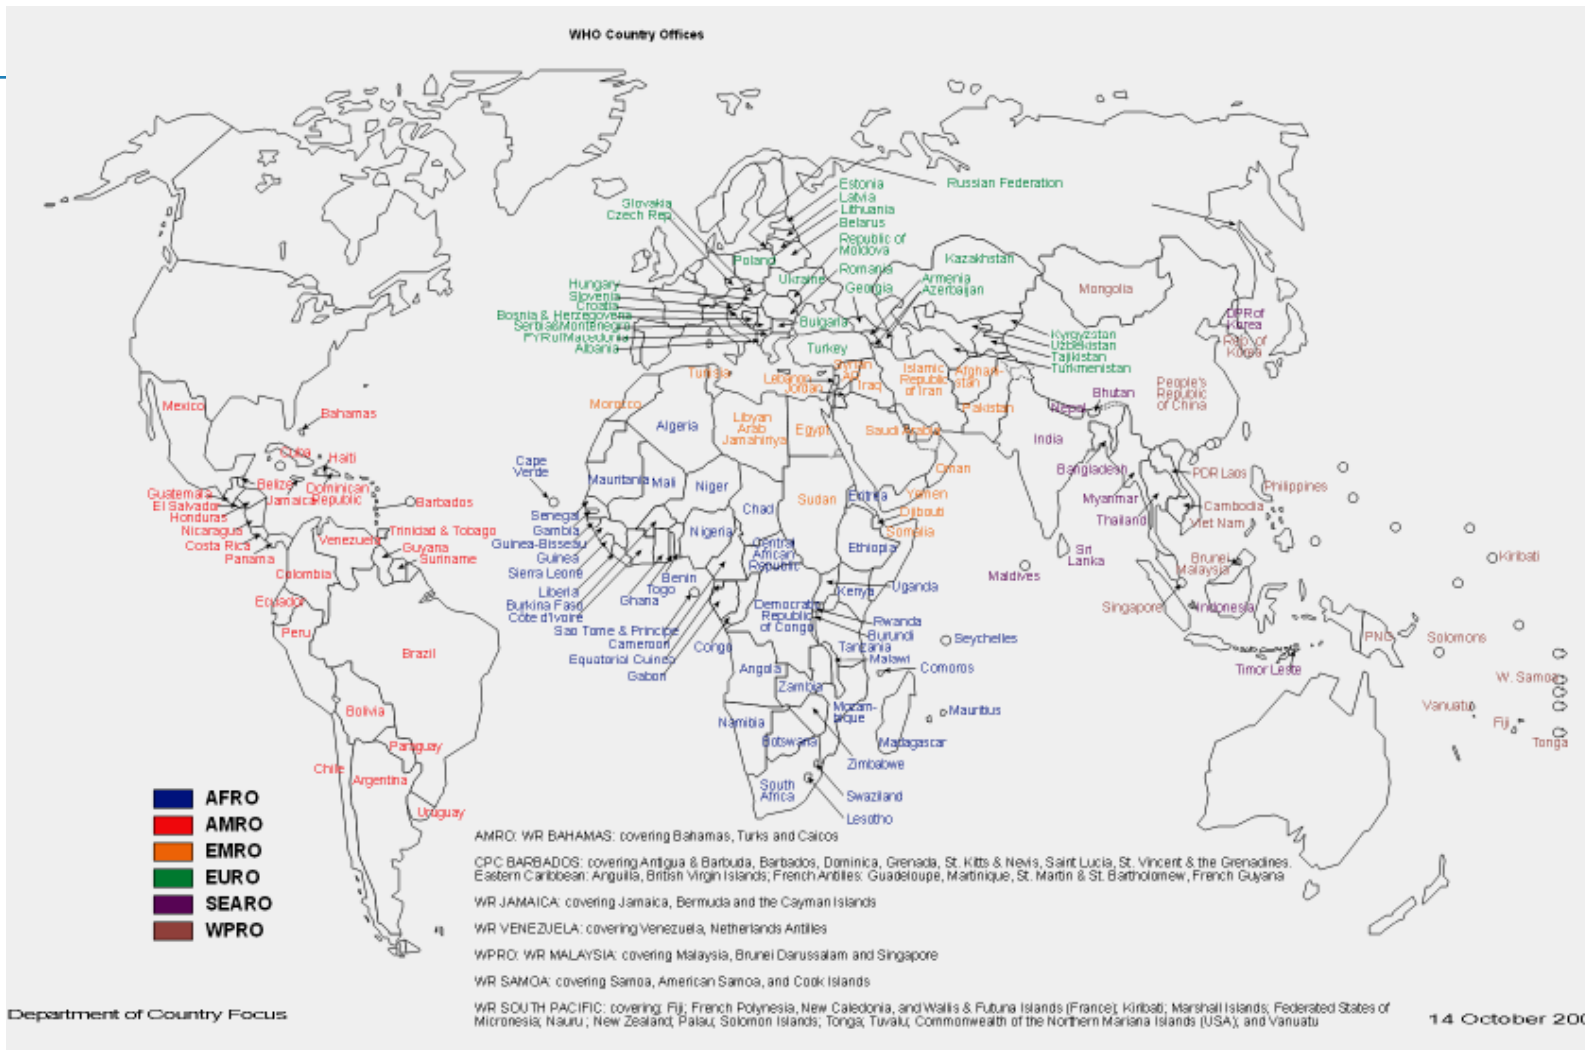 WHO Country Offices
Russian Federation
Estonia
Latvia
Lithuania
Belarus
Republic of
Moldova
Romania
Georgia
Armenia
Azerbaijan
Kazakhstan
Slovakia
Czech Rep
Poland
Ukraine
Hungary
Slovenia
Croatia
Bosnia & Herzegovena
Serbia&Montenegro
FYRofMacedonia
Albania
Bulgaria
Turkey
Kyrgyzstan
Uzbekistan
Tajikistan
Turkmenistan
Mongolia
DPR of
Korea
Rep. of
Korea
People's
Republic
of China
Tunisia
Morocco
Lebanon
Jordan
Syrian
Iraq
Islamic
Republic
of Iran
Afghani-
stan
Pakistan
Libyan
Arab
Jamahiriya
Egypt
Saudi Arabia
Oman
Yemen
Djibouti
Somalia
Sudan
Nepal
Bhutan
India
Bangladesh
Myanmar
Thailand
Sri
Lanka
Maldives
Indonesia
Timor Leste
PDR Laos
Cambodia
Viet Nam
Philippines
Brunei
Malaysia
Singapore
PNG
Solomons
Kiribati
W. Samoa
Vanuatu
Fiji
Tonga
Mexico
Bahamas
Cuba
Haiti
Belize
Jamaica
Dominican
Republic
Guatemala
El Salvador
Honduras
Nicaragua
Costa Rica
Panama
Barbados
Trinidad & Tobago
Venezuela
Guyana
Suriname
Colombia
Ecuador
Peru
Brazil
Bolivia
Paraguay
Chile
Argentina
Uruguay
Algeria
Cape
Verde
Mauritania
Mali
Niger
Chad
Eritrea
Senegal
Gambia
Guinea-Bisseau
Guinea
Sierra Leone
Liberia
Burkina Faso
Côte d'Ivoire
Ghana
Togo
Benin
Nigeria
Central
African
Republic
Ethiopia
Sao Tome & Principe
Cameroon
Equatorial Guinea
Gabon
Congo
Democratic
Republic
of Congo
Uganda
Kenya
Rwanda
Burundi
Tanzania
Malawi
Seychelles
Comoros
Angola
Zambia
Mozam-
bique
Mauritius
Madagascar
Namibia
Botswana
Zimbabwe
South
Africa
Swaziland
Lesotho
AFRO
AMRO
EMRO
EURO
SEARO
WPRO
AMRO: WR BAHAMAS: covering Bahamas, Turks and Caicos
CPC BARBADOS: covering Antigua & Barbuda, Barbados, Dominica, Grenada, St. Kitts & Nevis, Saint Lucia, St. Vincent & the Grenadines.
Eastern Caribbean: Anguilla, British Virgin Islands; French Antilles: Guadeloupe, Martinique, St. Martin & St. Bartholomew, French Guyana
WR JAMAICA: covering Jamaica, Bermuda and the Cayman Islands
WR VENEZUELA: covering Venezuela, Netherlands Antilles
WPRO: WR MALAYSIA: covering Malaysia, Brunei Darussalam and Singapore
WR SAMOA: covering Samoa, American Samoa, and Cook Islands
WR SOUTH PACIFIC: covering: Fiji; French Polynesia, New Caledonia, and Wallis & Futuna Islands (France); Kiribati; Marshall Islands; Federated States of
Micronesia; Nauru; New Zealand; Palau; Solomon Islands; Tonga; Tuvalu; Commonwealth of the Northern Mariana Islands (USA); and Vanuatu
Department of Country Focus
14 October 200